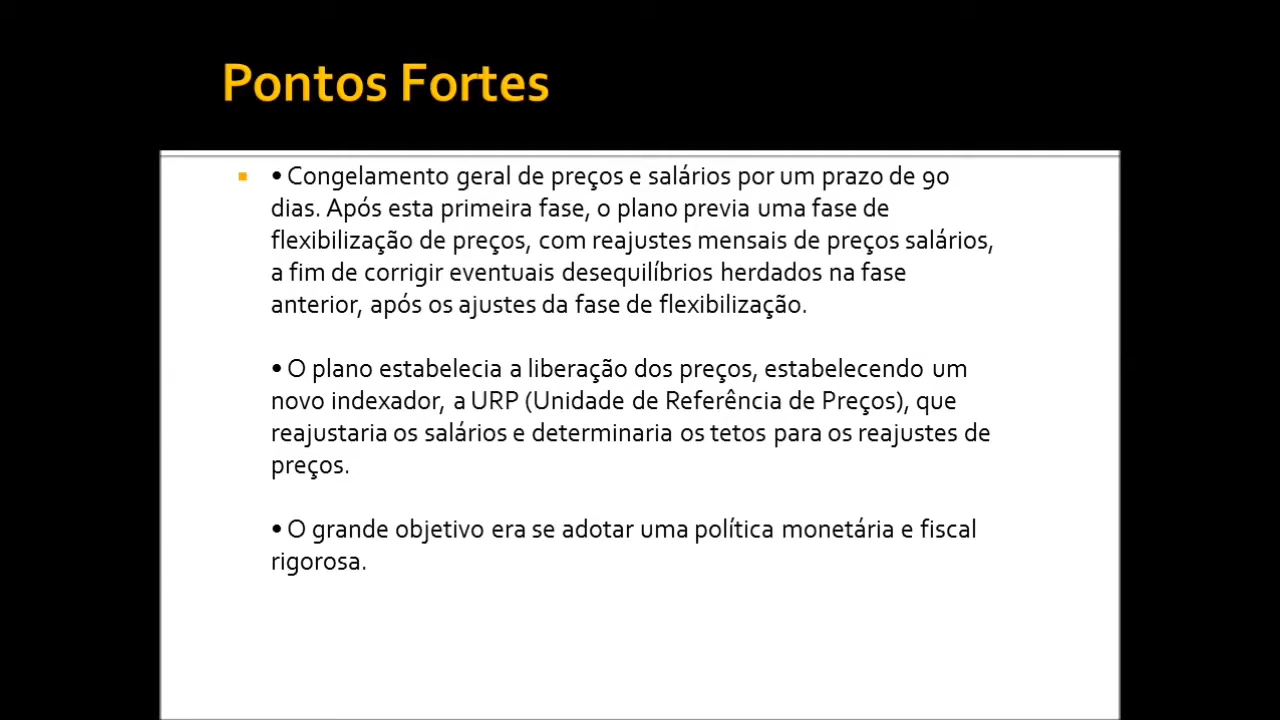 Pontos Fortes
• Congelamento geral de preços e salários por um prazo de 90
dias. Após esta primeira fase, o plano previa uma fase de
flexibilização de preços, com reajustes mensais de preços salários,
a fim de corrigir eventuais desequilíbrios herdados na fase
anterior, após os ajustes da fase de flexibilização.
• O plano estabelecia a liberação dos preços, estabelecendo um
novo indexador, a URP (Unidade de Referência de Preços), que
reajustaria os salários e determinaria os tetos para os reajustes de
preços.
• O grande objetivo era se adotar uma política monetária e fiscal
rigorosa.